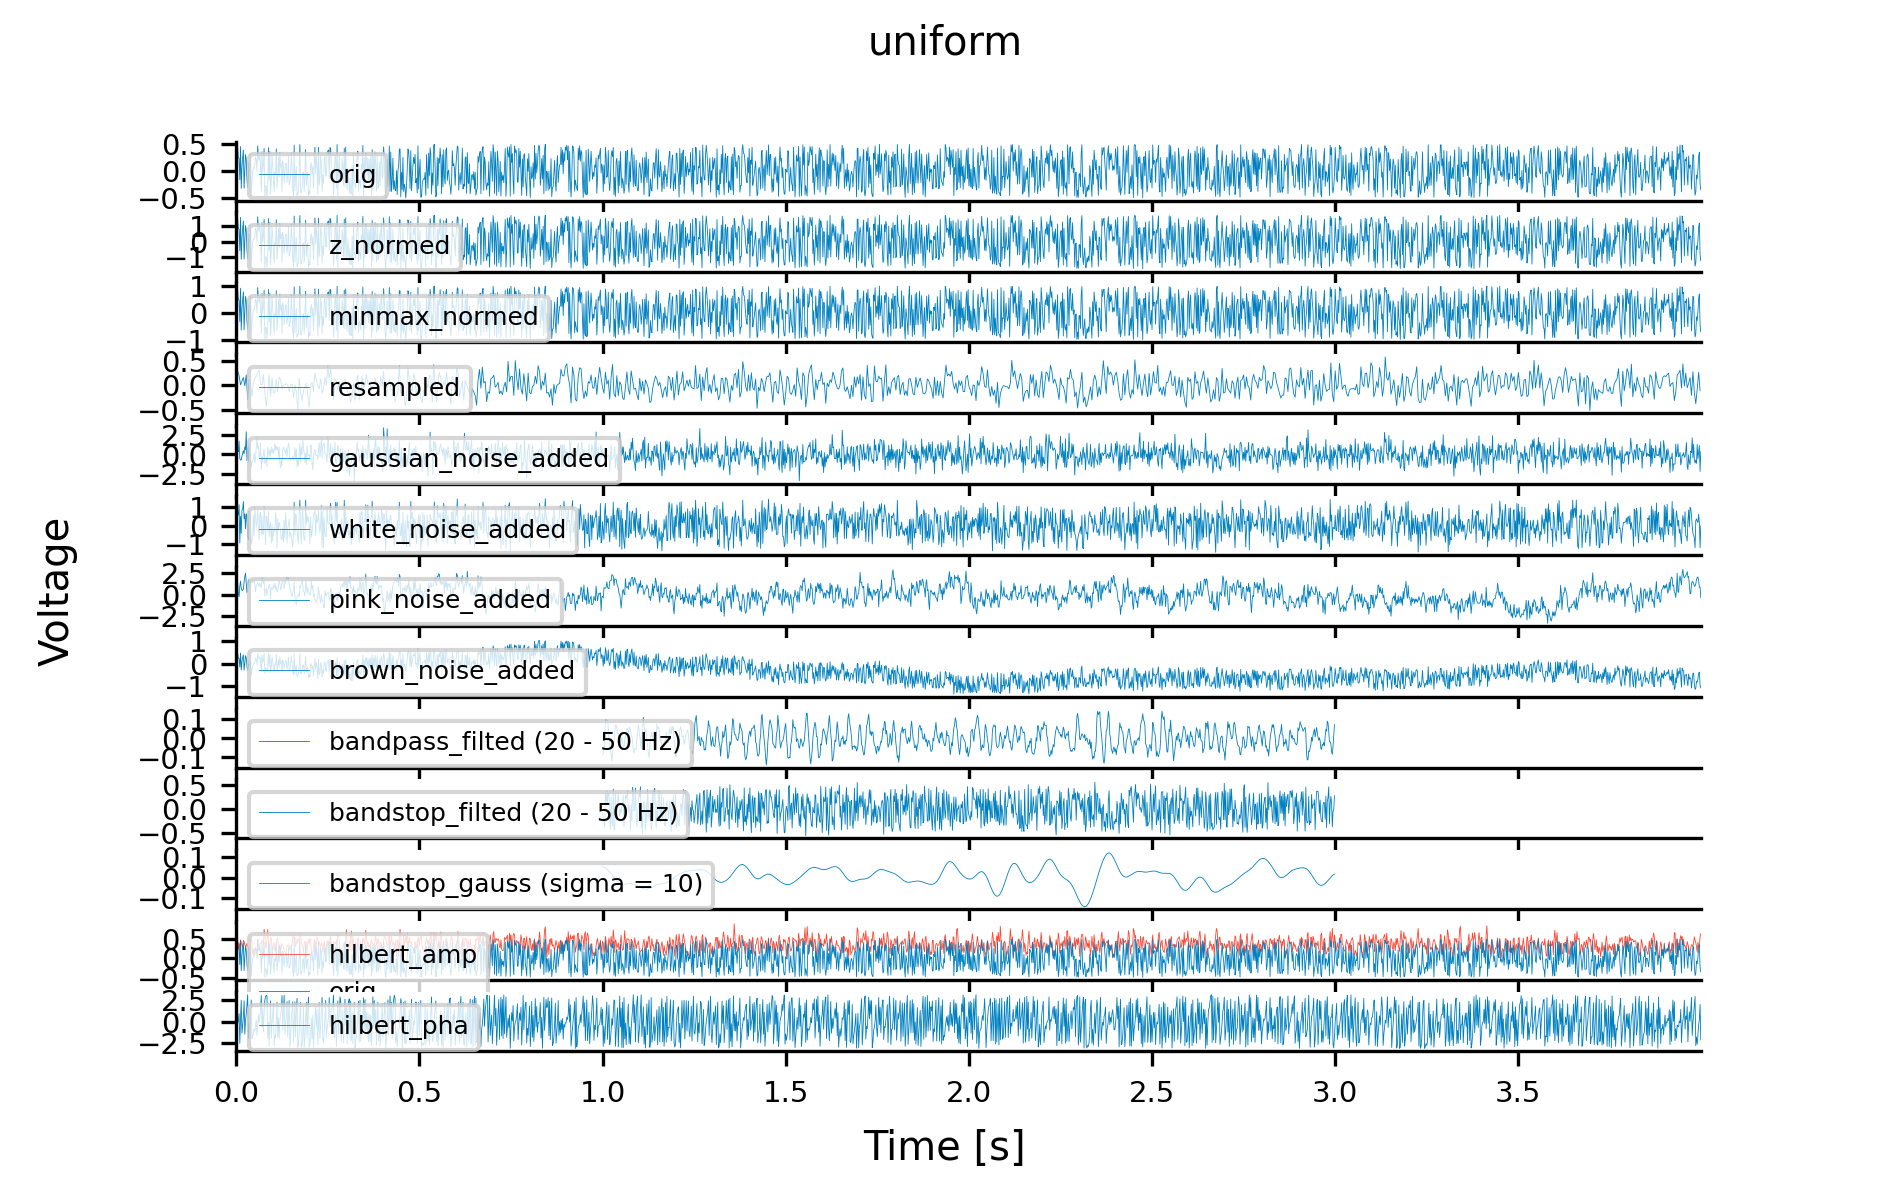 uniform
0.5
0.0
−0.5
orig
1
0
−1
z_normed
1
0
−1
minmax_normed
0.5
0.0
−0.5
resampled
2.5
0.0
−2.5
gaussian_noise_added
1
0
−1
white_noise_added
2.5
0.0
−2.5
pink_noise_added
1
0
−1
brown_noise_added
0.1
0.0
−0.1
bandpass_filted (20 - 50 Hz)
0.5
0.0
−0.5
bandstop_filted (20 - 50 Hz)
0.1
0.0
−0.1
bandstop_gauss (sigma = 10)
0.5
0.0
−0.5
hilbert_amp
orig
2.5
0.0
−2.5
hilbert_pha
0.0 0.5 1.0 1.5 2.0 2.5 3.0 3.5
Time [s]
Voltage